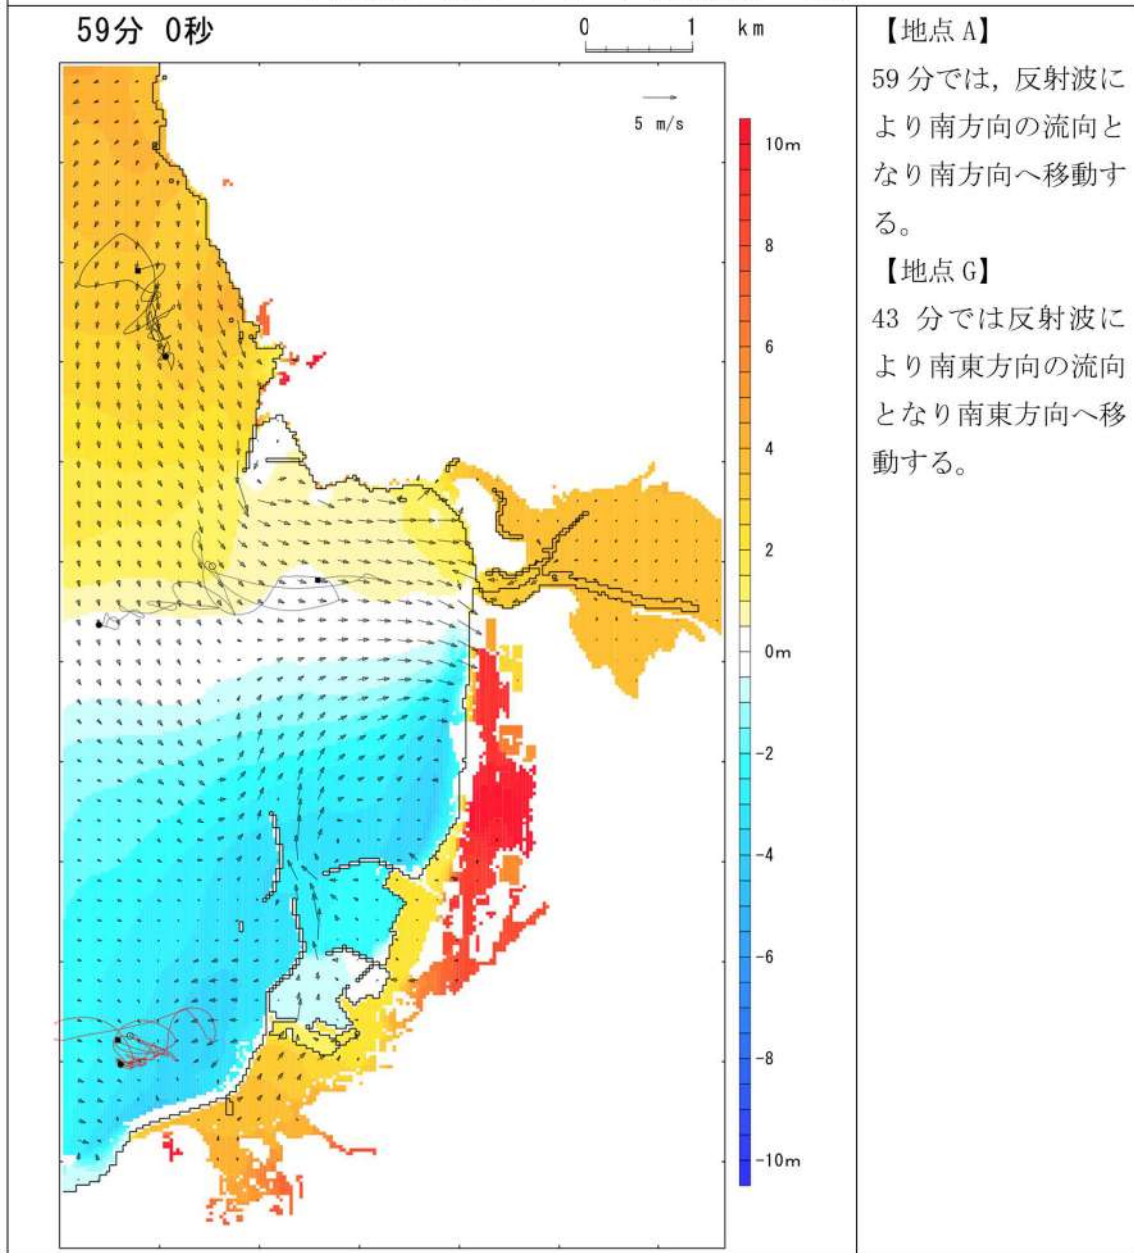 59分 0秒
0 1 km
5 m/s
10m
8
6
4
2
0m
-2
-4
-6
-8
-10m
【地点 A】
59 分では, 反射波に
より南方向の流向と
なり南方向へ移動す
る。
【地点 G】
43 分では反射波に
より南東方向の流向
となり南東方向へ移
動する。